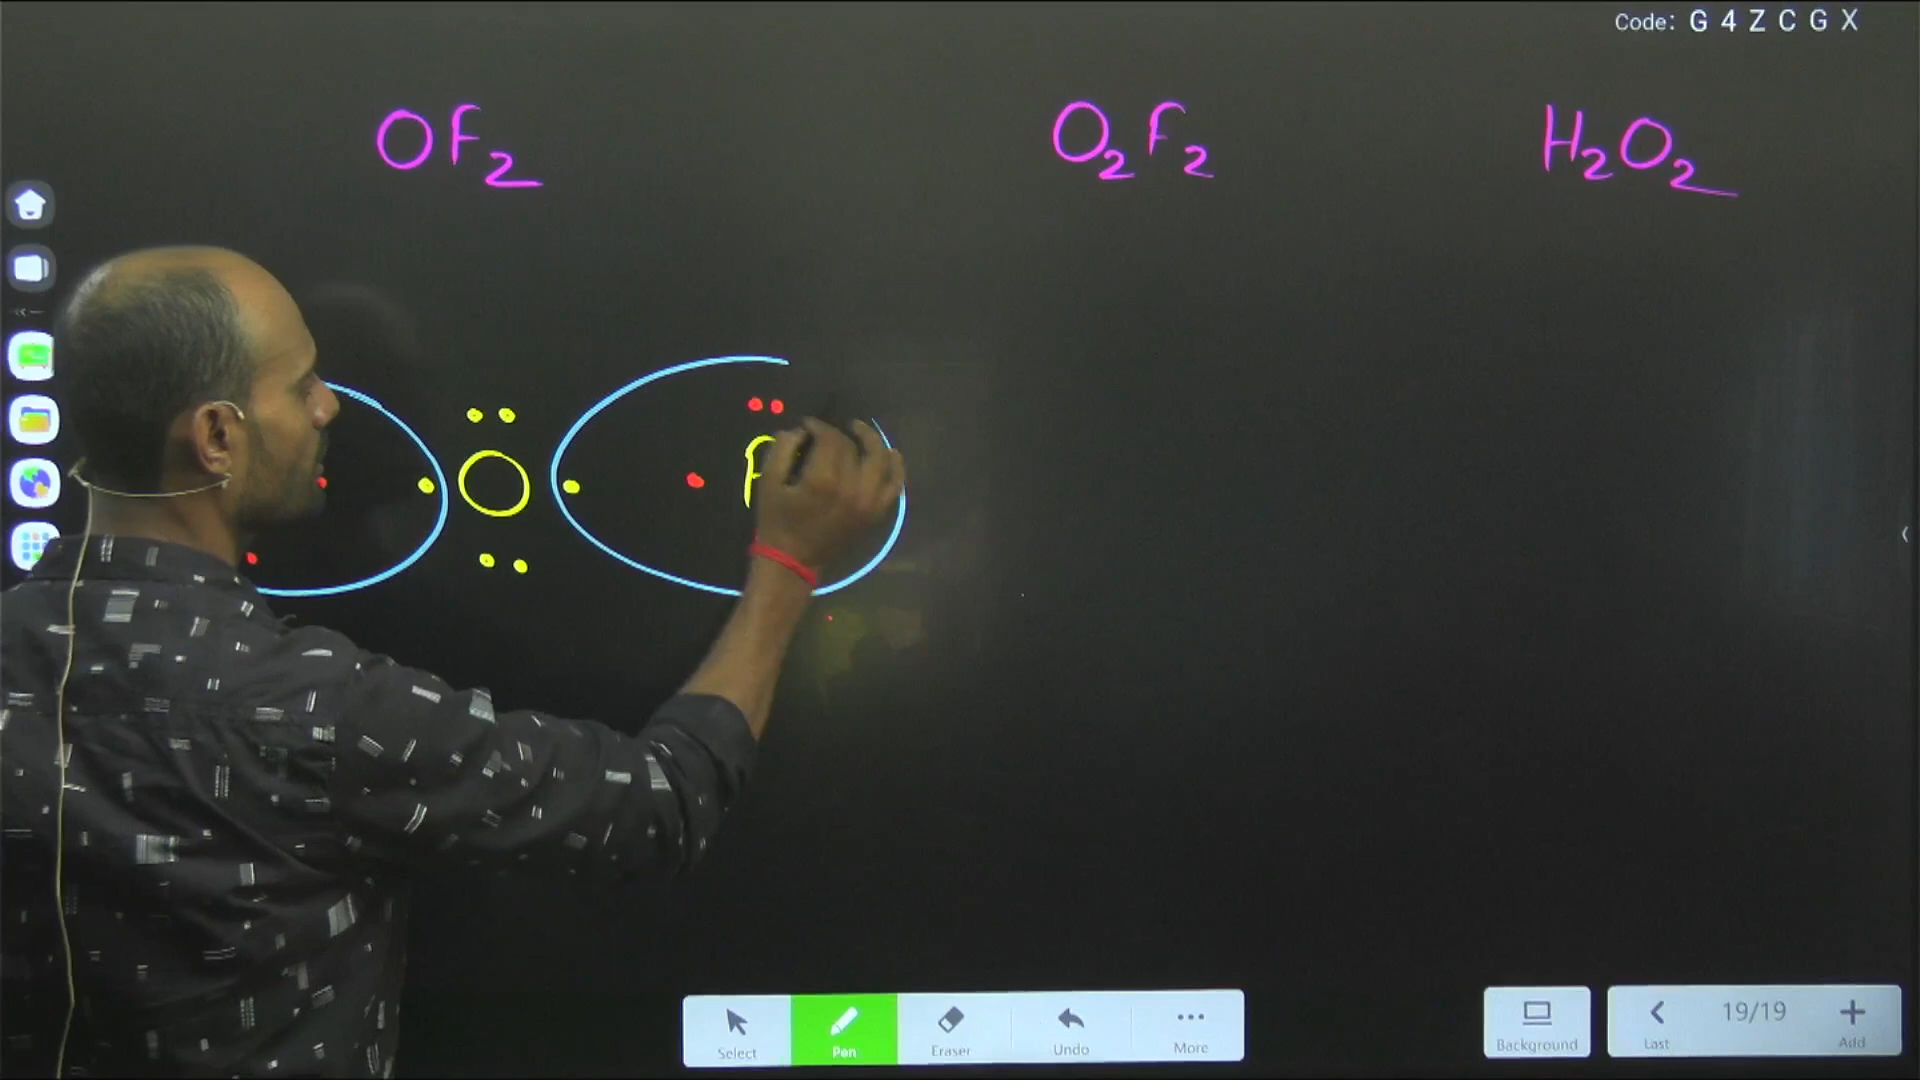 Code: G 4 Z C G X
OF2 O2F2 H2O2
O F
Select Pen Eraser Undo More Background Last 19/19 Add